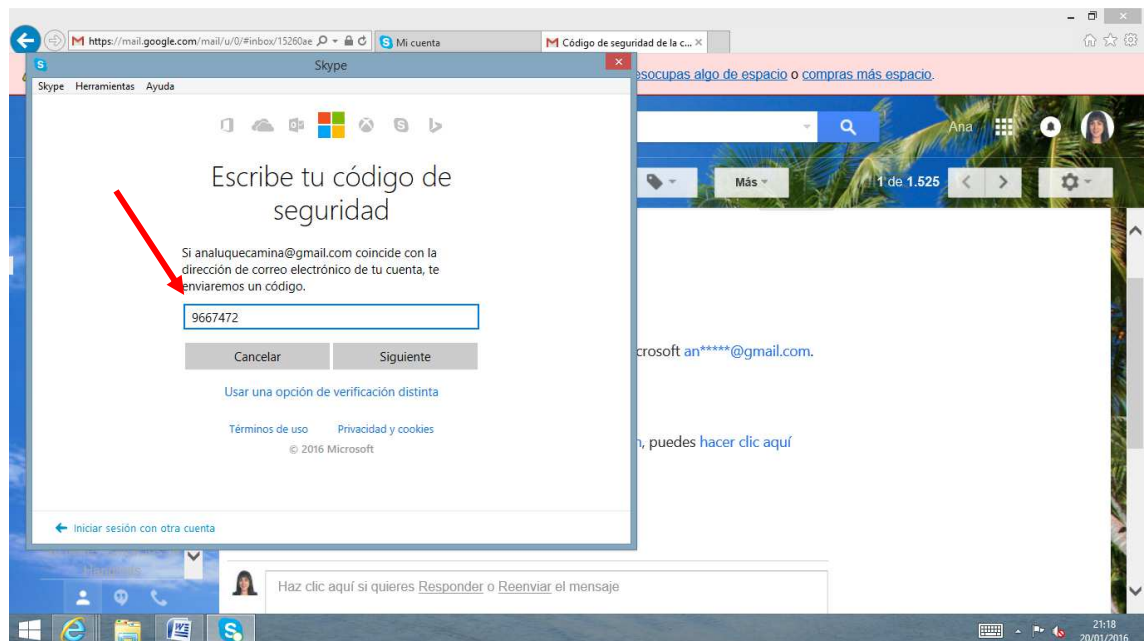 https://mail.google.com/mail/u/0/#inbox/15260ae
Mi cuenta
Código de seguridad de la c...
Skype
esocupas algo de espacio o compras más espacio.
Skype Herramientas Ayuda
Ana
Escribe tu código de
seguridad
Más
1 de 1.525
Si analuquecamina@gmail.com coincide con la
dirección de correo electrónico de tu cuenta, te
enviaremos un código.
9667472
crosoft an*****@gmail.com.
Cancelar Siguiente
Usar una opción de verificación distinta
Términos de uso Privacidad y cookies
, puedes hacer clic aquí
© 2016 Microsoft
Iniciar sesión con otra cuenta
Haz clic aquí si quieres Responder o Reenviar el mensaje
21:18
20/01/2016